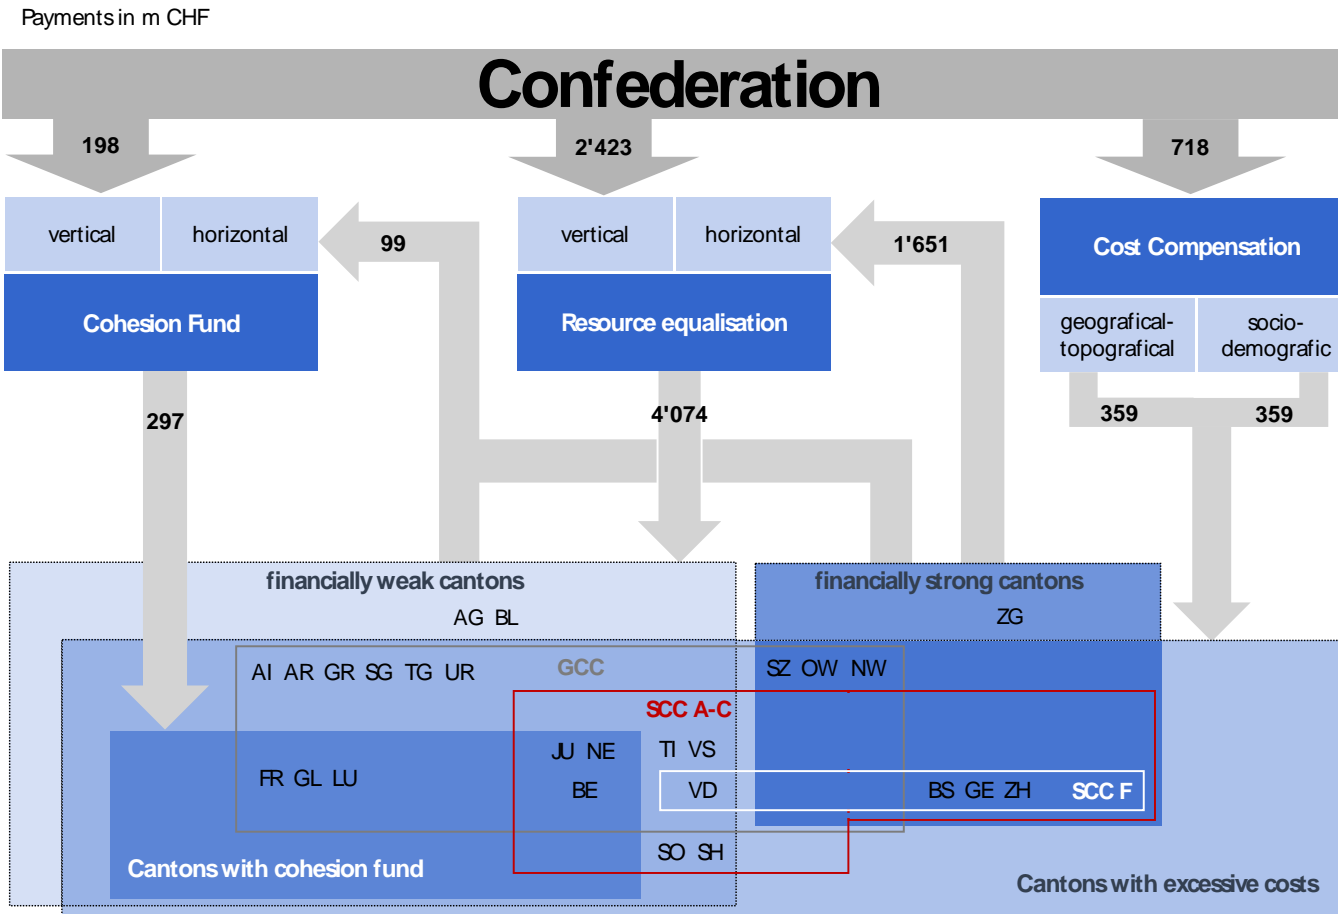 Payments in m CHF
Confederation
198
2'423
718
vertical
horizontal
99
vertical
horizontal
1'651
Cost Compensation
Cohesion Fund
Resource equalisation
geografical-
topografical
socio-
demografic
297
4'074
359
359
financially weak cantons
financially strong cantons
AG BL
ZG
AI AR GR SG TG UR
GCC
SZ OW NW
SCC A-C
JU NE
TI VS
FR GL LU
BE
VD
BS GE ZH
SCC F
SO SH
Cantons with cohesion fund
Cantons with excessive costs